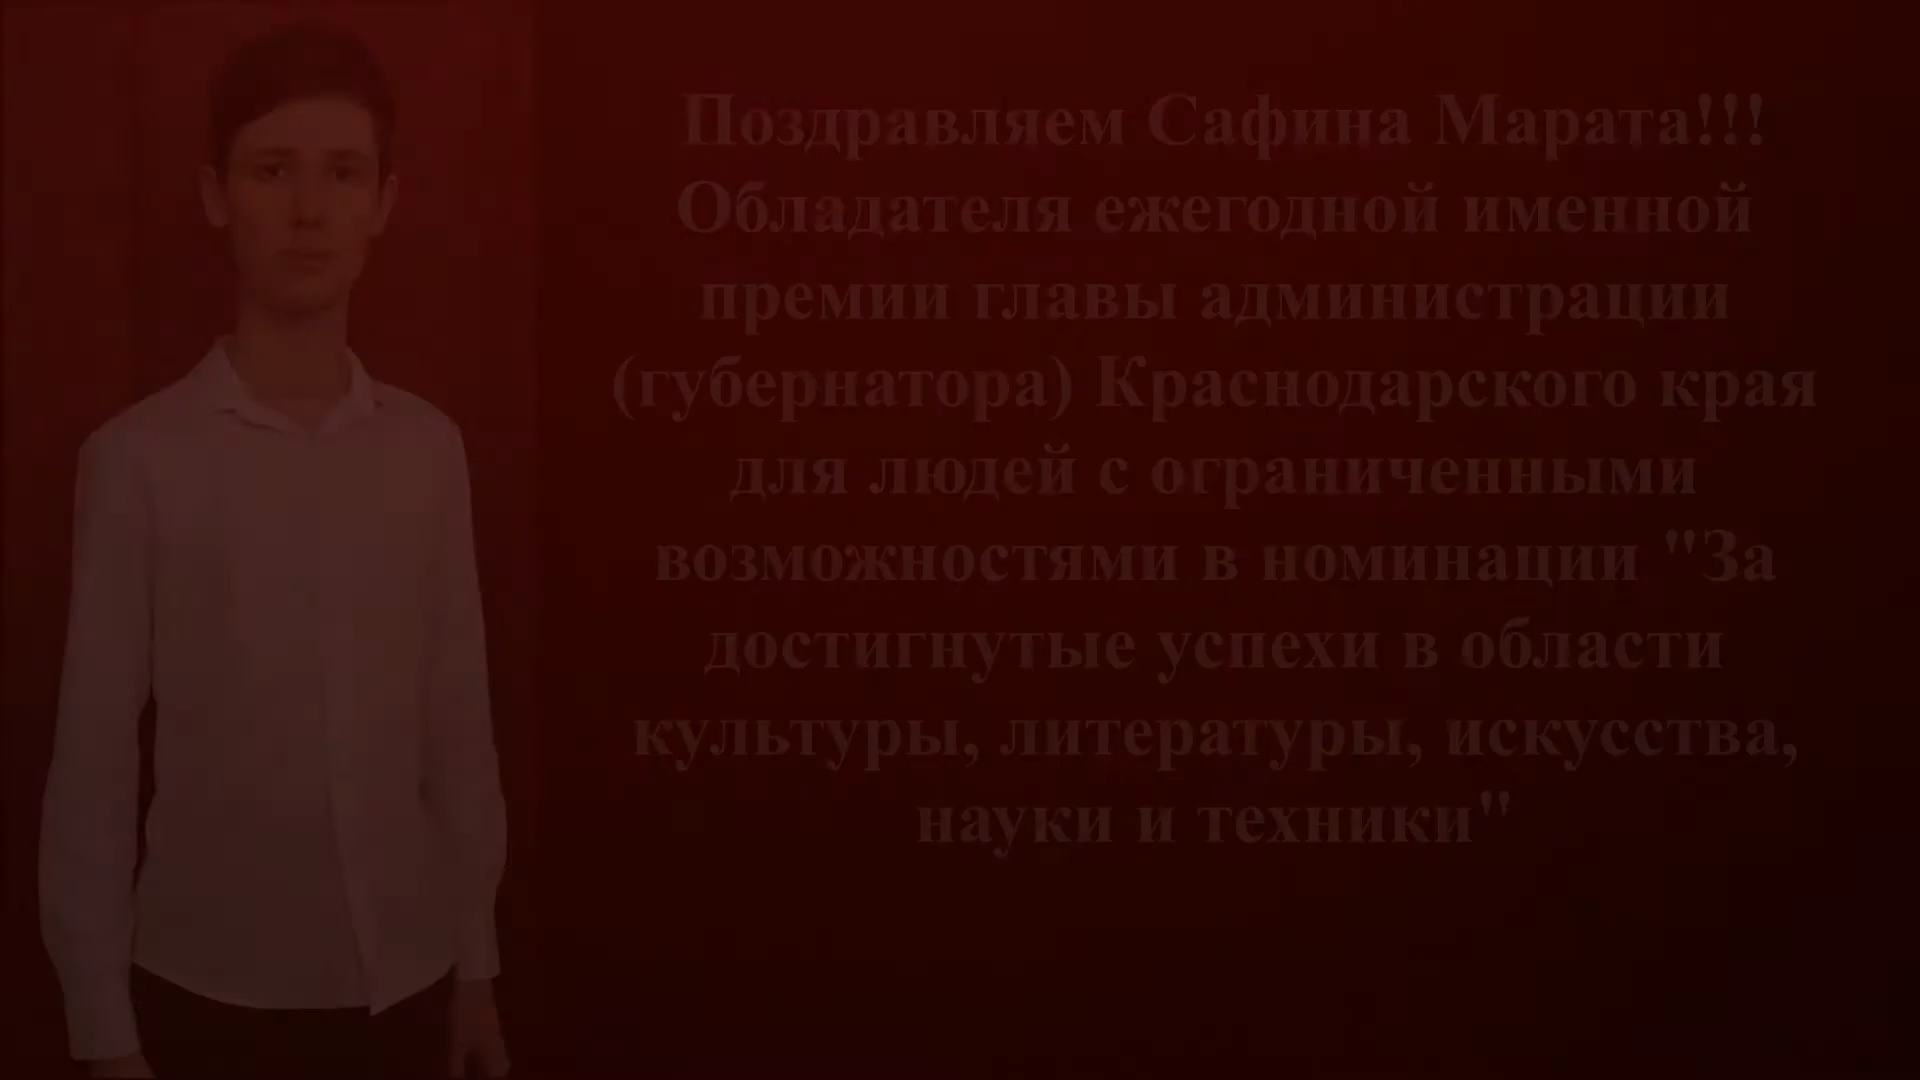 Поздравляем Сафина Марата!!!
Обладателя ежегодной именной
премии главы администрации
(губернатора) Краснодарского края
для людей с ограниченными
возможностями в номинации "За
достигнутые успехи в области
культуры, литературы, искусства,
науки и техники"